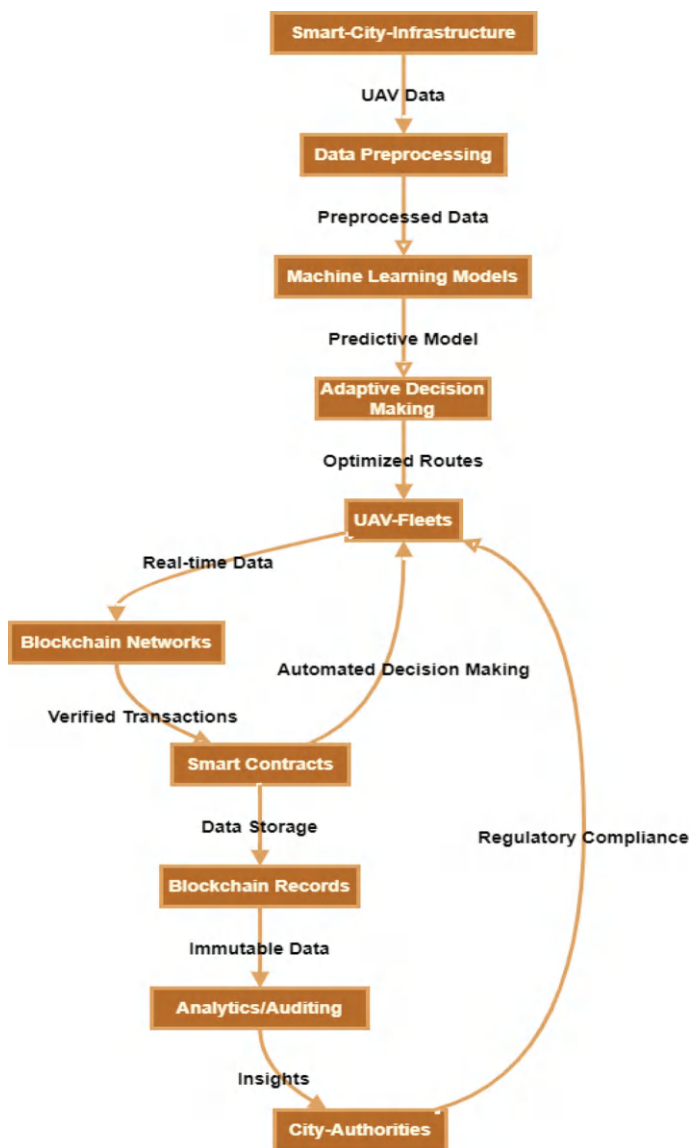 Smart-City-Infrastructure
UAV Data
Data Preprocessing
Preprocessed Data
Machine Learning Models
Predictive Model
Adaptive Decision
Making
Optimized Routes
UAV-Fleets
Real-time Data
Blockchain Networks
Automated Decision Making
Verified Transactions
Smart Contracts
Data Storage
Regulatory Compliance
Blockchain Records
Immutable Data
Analytics/Auditing
Insights
City-Authorities